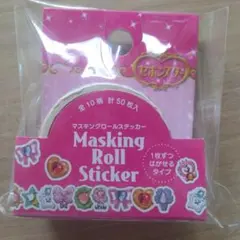 全10柄 計50枚入
マスキングロールステッカー
Masking
Roll
Sticker
1枚ずつ
はがせる
タイプ